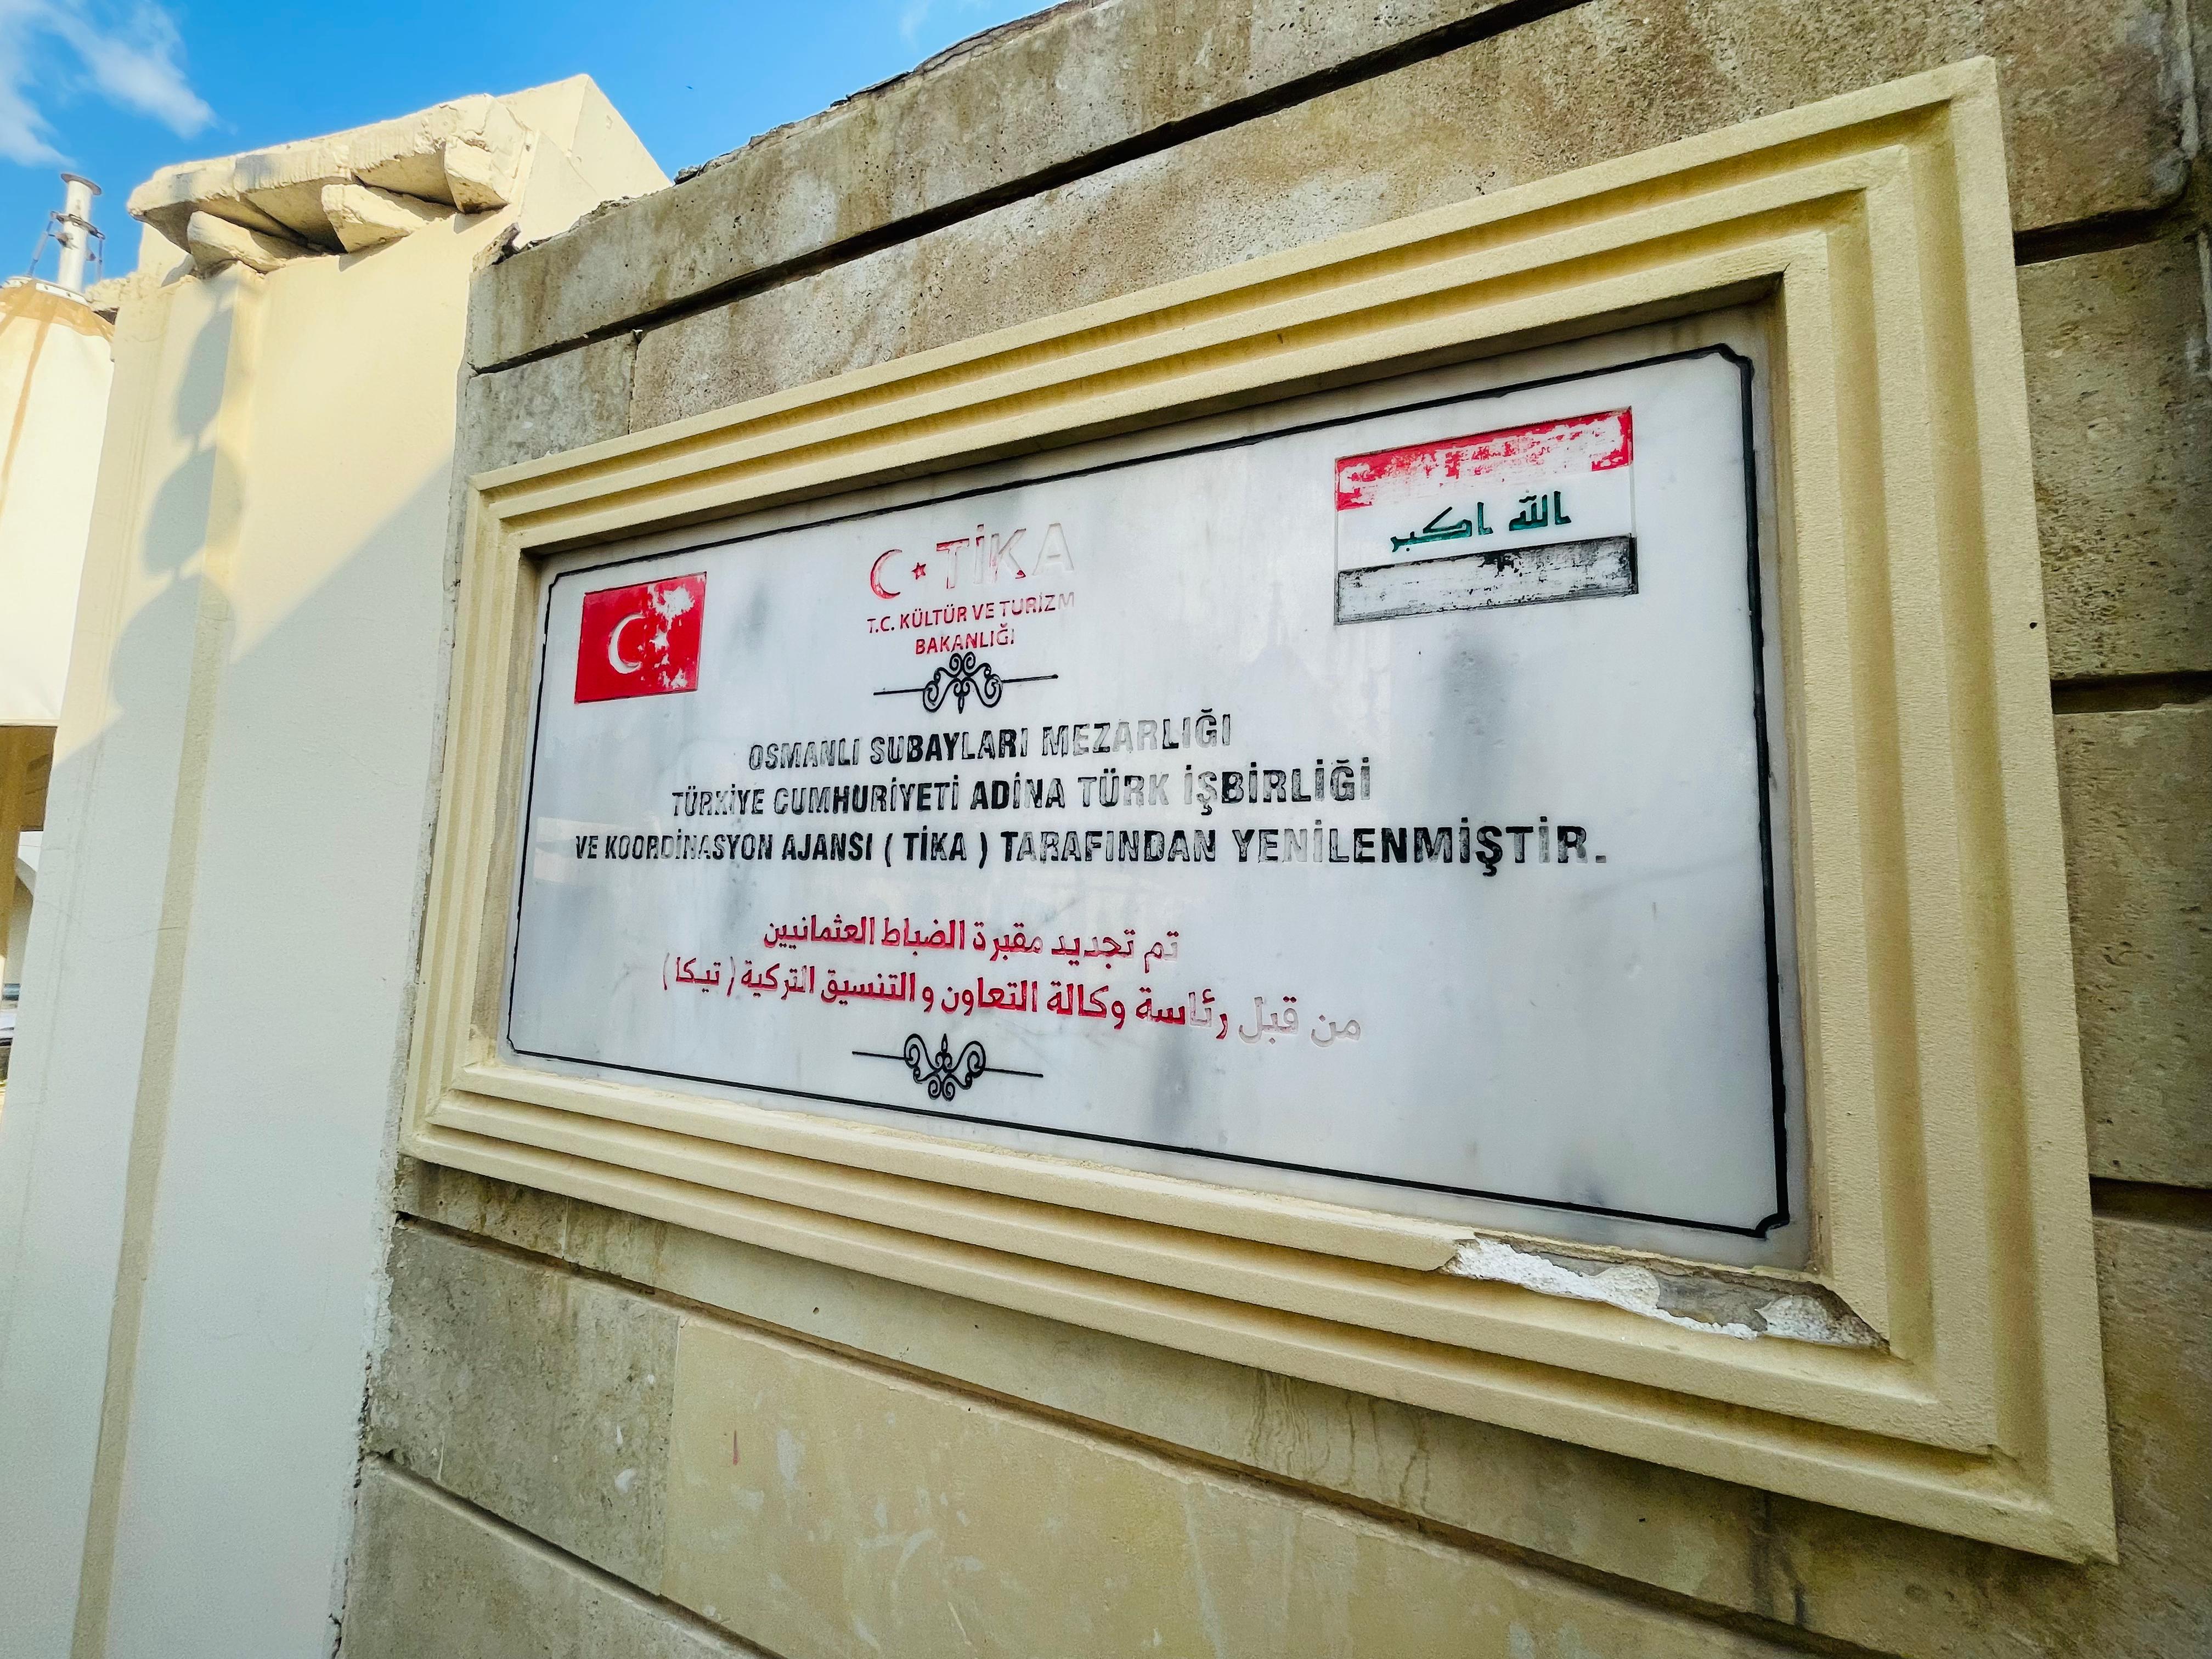 TİKA
T.C. KÜLTÜR VE TURİZM
BAKANLIĞI
الله اكبر
OSMANLI SUBAYLARI MEZARLIĞI
TÜRKİYE CUMHURİYETİ ADINA TÜRK İŞBİRLİĞİ
VE KOORDİNASYON AJANSI ( TİKA ) TARAFINDAN YENİLENMİŞTİR.
تم تجديد مقبرة الضباط العثمانيين
من قبل رئاسة وكالة التعاون و التنسيق التركية ( تيكا )